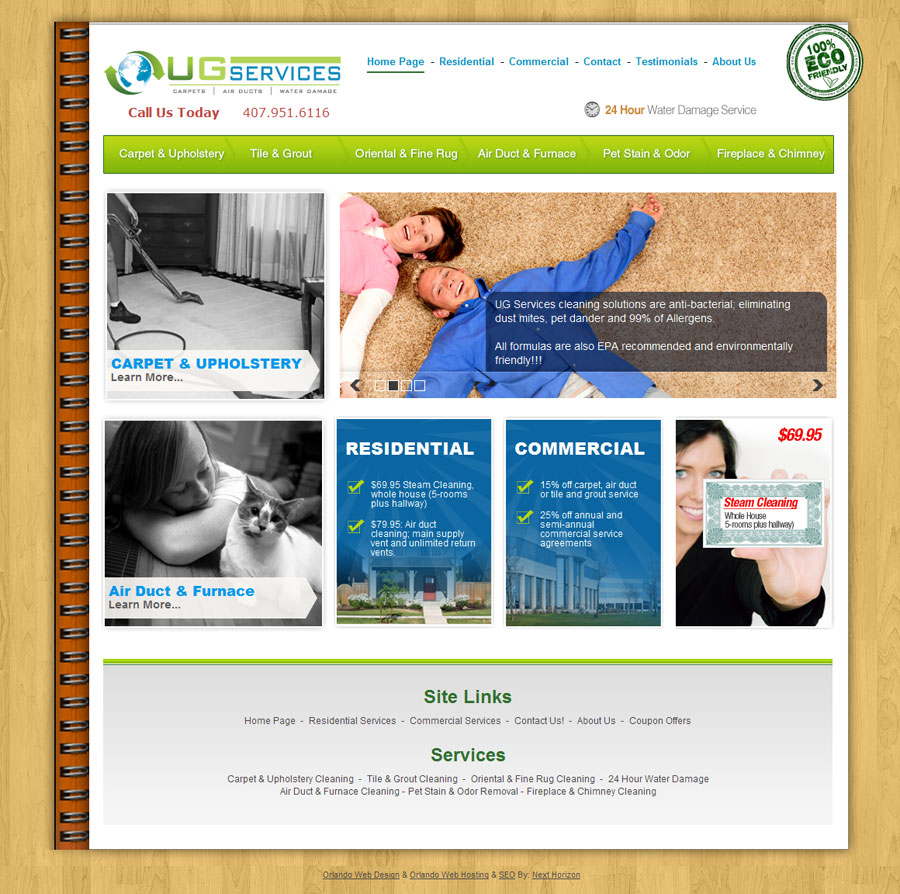 UG SERVICES
CARPETS | AIR DUCTS | WATER DAMAGE
Call Us Today 407.951.6116
Home Page - Residential - Commercial - Contact - Testimonials - About Us
24 Hour Water Damage Service
100%
ECO
FRIENDLY
Carpet & Upholstery Tile & Grout Oriental & Fine Rug Air Duct & Furnace Pet Stain & Odor Fireplace & Chimney
CARPET & UPHOLSTERY
Learn More...
UG Services cleaning solutions are anti-bacterial; eliminating
dust mites, pet dander and 99% of Allergens.
All formulas are also EPA recommended and environmentally
friendly!!!
Air Duct & Furnace
Learn More...
RESIDENTIAL
$69.95 Steam Cleaning,
whole house (5-rooms
plus hallway)
$79.95: Air duct
cleaning; main supply
vent and unlimited return
vents.
COMMERCIAL
15% off carpet, air duct
or tile and grout service
25% off annual and
semi-annual
commercial service
agreements
$69.95
Steam Cleaning
Whole House
5-rooms plus hallway)
Site Links
Home Page - Residential Services - Commercial Services - Contact Us! - About Us - Coupon Offers
Services
Carpet & Upholstery Cleaning - Tile & Grout Cleaning - Oriental & Fine Rug Cleaning - 24 Hour Water Damage
Air Duct & Furnace Cleaning - Pet Stain & Odor Removal - Fireplace & Chimney Cleaning
Orlando Web Design & Orlando Web Hosting & SEO By: Next Horizon